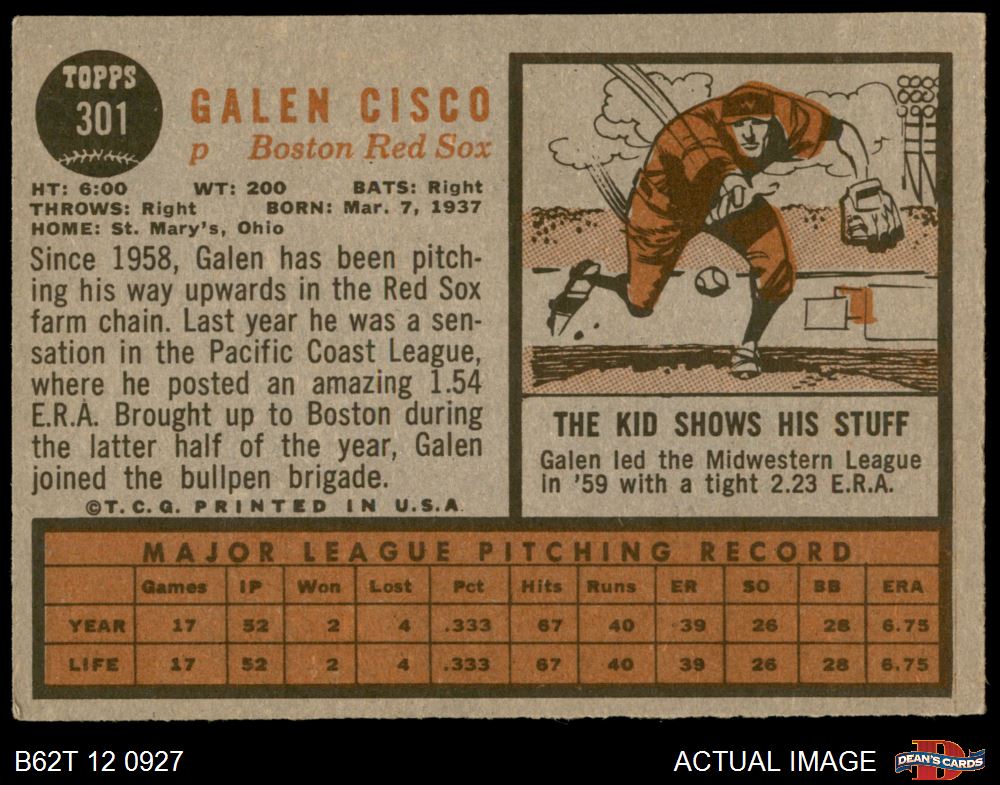 TOPPS
301
GALEN CISCO
p Boston Red Sox
HT: 6:00 WT: 200 BATS: Right
THROWS: Right BORN: Mar. 7, 1937
HOME: St. Mary's, Ohio
Since 1958, Galen has been pitch-
ing his way upwards in the Red Sox
farm chain. Last year he was a sen-
sation in the Pacific Coast League,
where he posted an amazing 1.54
E.R.A. Brought up to Boston during
the latter half of the year, Galen
joined the bullpen brigade.
©T.C.G. PRINTED IN U.S.A.
W
THE KID SHOWS HIS STUFF
Galen led the Midwestern League
in '59 with a tight 2.23 E.R.A.
MAJOR LEAGUE PITCHING RECORD
Games IP Won Lost Pct Hits Runs ER SO BB ERA
YEAR 17 52 2 4 .333 67 40 39 26 28 6.75
LIFE 17 52 2 4 .333 67 40 39 26 28 6.75
B62T 12 0927
ACTUAL IMAGE
D
DEAN'S CARDS